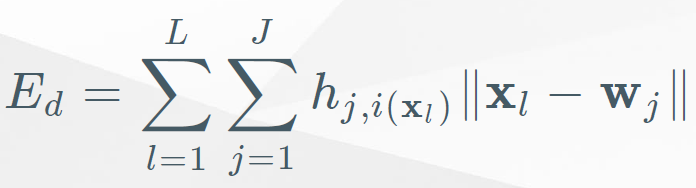 $E_d = \sum_{l=1}^{L} \sum_{j=1}^{J} h_{j,i(\mathbf{x}_l)} \|\mathbf{x}_l - \mathbf{w}_j\|$